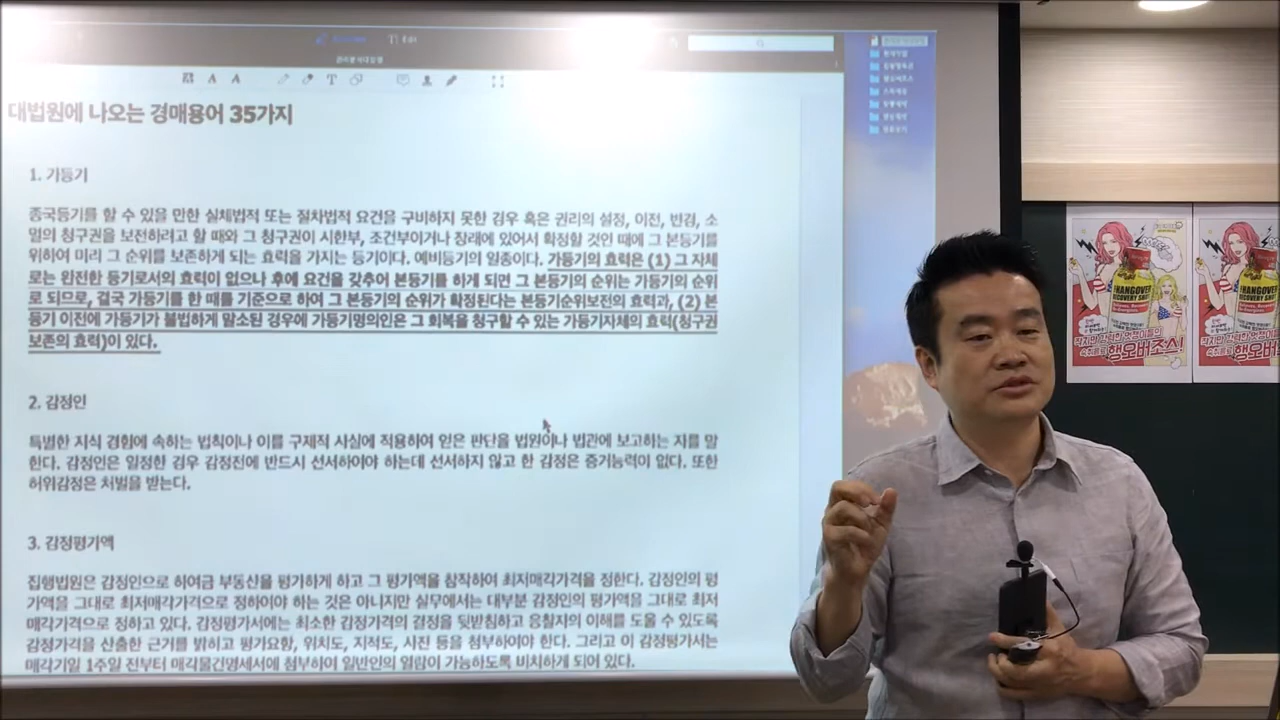 대법원에 나오는 경매용어 35가지
1. 가등기
종국등기를 할 수 있을 만한 실체법적 또는 절차법적 요건을 구비하지 못한 경우 혹은 권리의 설정, 이전, 변경, 소
멸의 청구권을 보전하려고 할 때와 그 청구권이 시한부, 조건부이거나 장래에 있어서 확정할 것인 때에 그 본등기를
위하여 미리 그 순위를 보존하게 되는 효력을 가지는 등기이다. 예비등기의 일종이다. 가등기의 효력은 (1) 그 자체
로는 완전한 등기로서의 효력이 없으나 후에 요건을 갖추어 본등기를 하게 되면 그 본등기의 순위는 가등기의 순위
로 되므로, 결국 가등기를 한 때를 기준으로 하여 그 본등기의 순위가 확정된다는 본등기순위보전의 효력과, (2) 본
등기 이전에 가등기가 불법하게 말소된 경우에 가등기명의인은 그 회복을 청구할 수 있는 가등기자체의 효력(청구권
보존의 효력)이 있다.
2. 감정인
특별한 지식 경험에 속하는 법칙이나 이를 구체적 사실에 적용하여 얻은 판단을 법원이나 법관에 보고하는 자를 말
한다. 감정인은 일정한 경우 감정전에 반드시 선서하여야 하는데 선서하지 않고 한 감정은 증거능력이 없다. 또한
허위감정은 처벌을 받는다.
3. 감정평가액
집행법원은 감정인으로 하여금 부동산을 평가하게 하고 그 평가액을 참작하여 최저매각가격을 정한다. 감정인의 평
가액을 그대로 최저매각가격으로 정하여야 하는 것은 아니지만 실무에서는 대부분 감정인의 평가액을 그대로 최저
매각가격으로 정하고 있다. 감정평가서에는 최소한 감정가격의 결정을 뒷받침하고 응찰자의 이해를 도울 수 있도록
감정가격을 산출한 근거를 밝히고 평가요항, 위치도, 지적도, 사진 등을 첨부하여야 한다. 그리고 이 감정평가서는
매각기일 1주일 전부터 매각물건명세서에 첨부하여 일반인의 열람이 가능하도록 비치하게 되어 있다.
HANGOVER
RECOVERY
행오버죠스!
HANGOVER
RECOVERY
행오버